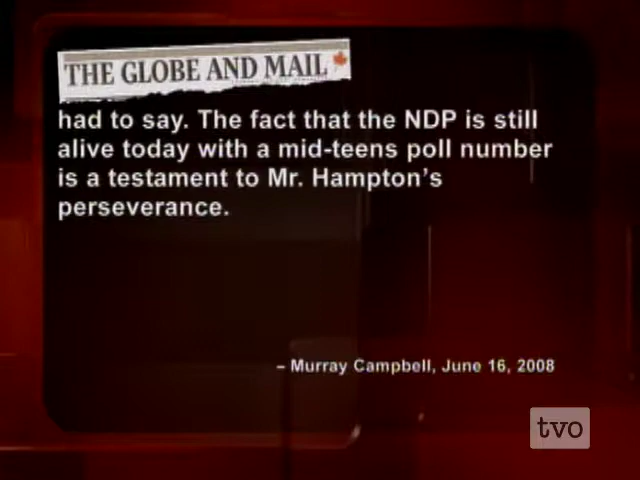 THE GLOBE AND MAIL
had to say. The fact that the NDP is still
alive today with a mid-teens poll number
is a testament to Mr. Hampton's
perseverance.
– Murray Campbell, June 16, 2008
tvo